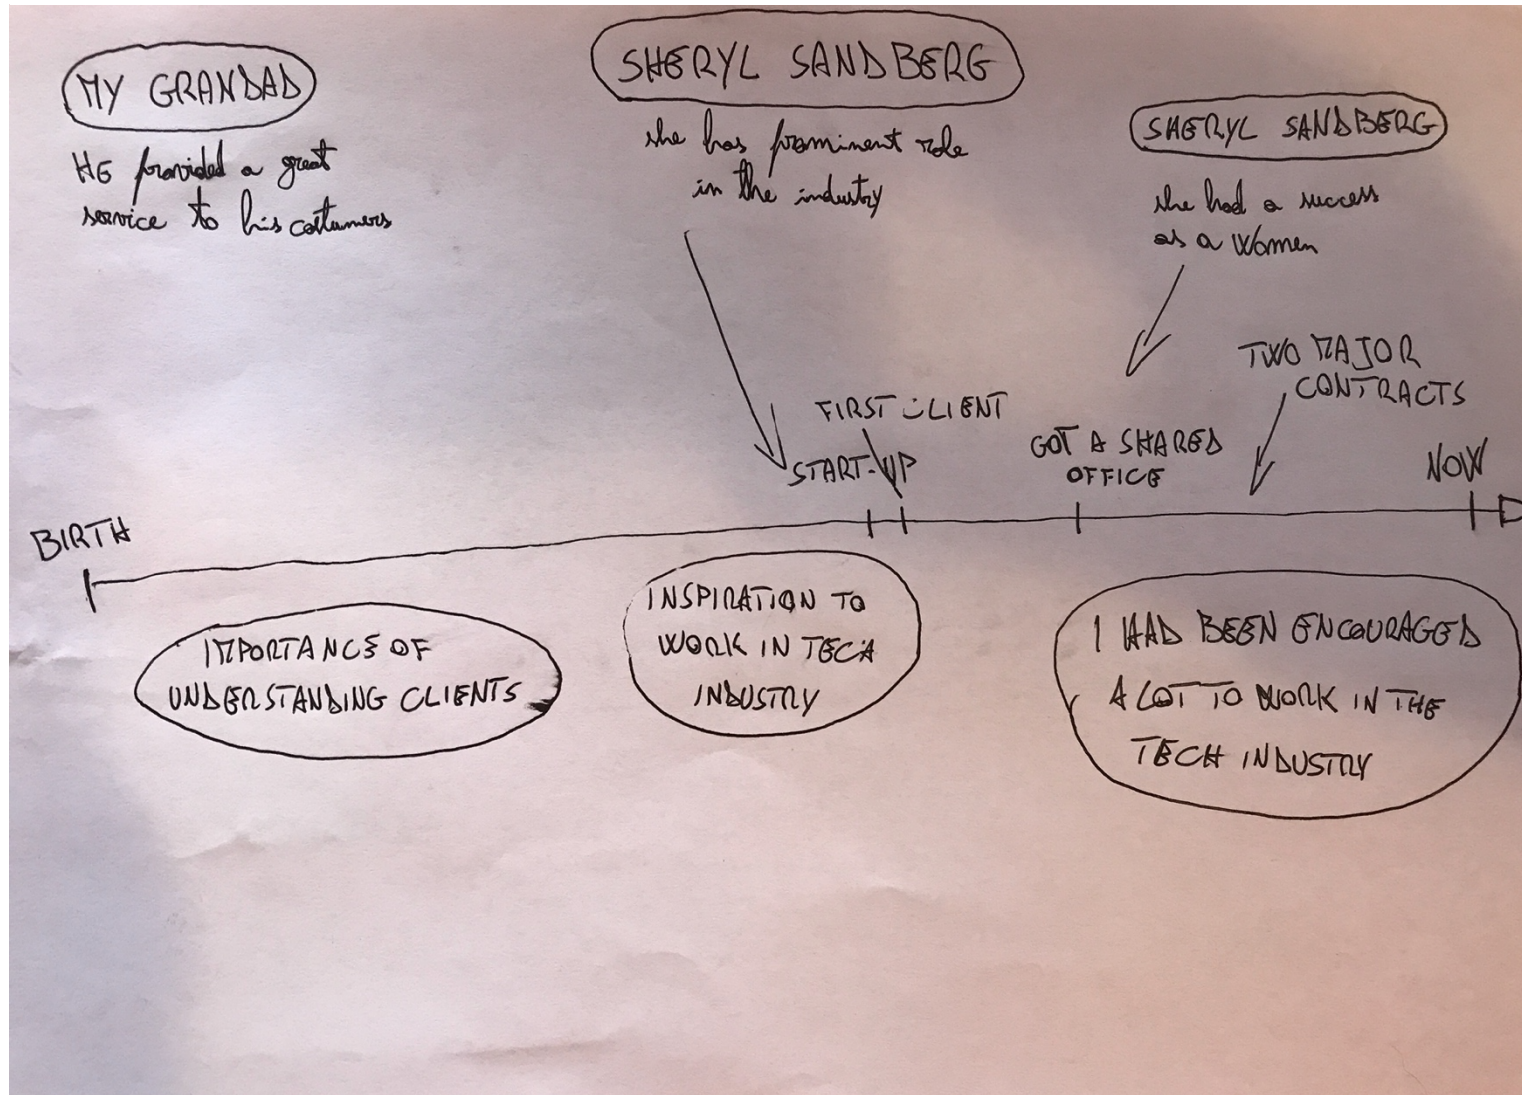 MY GRANDAD
HE provided a great
service to his costumers
SHERYL SANDBERG
she has prominent role
in the industry
SHERYL SANDBERG
she had a success
as a women
TWO MAJOR
CONTRACTS
FIRST CLIENT
START-UP
GOT A SHARED
OFFICE
NOW
BIRTH
IMPORTANCE OF
UNDERSTANDING CLIENTS
INSPIRATION TO
WORK IN TECH
INDUSTRY
I HAD BEEN ENCOURAGED
A LOT TO WORK IN THE
TECH INDUSTRY